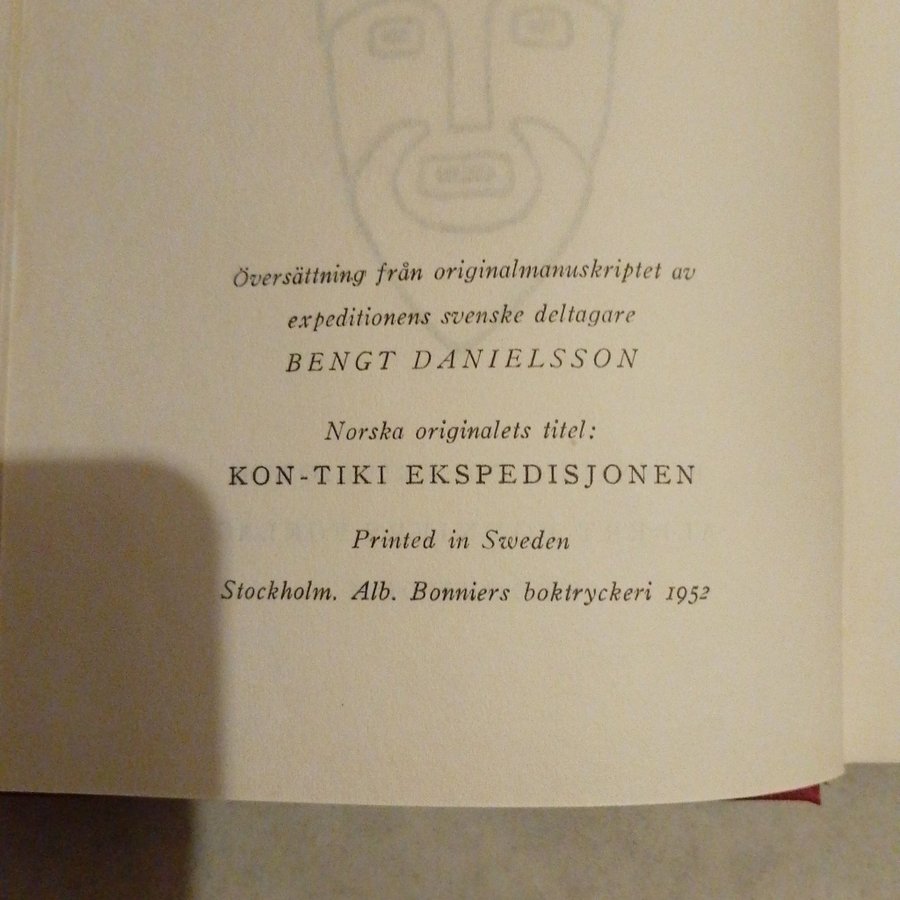 Översättning från originalmanuskriptet av
expeditionens svenske deltagare
BENGT DANIELSSON
Norska originalets titel:
KON-TIKI EKSPEDISJONEN
Printed in Sweden
Stockholm. Alb. Bonniers boktryckeri 1952